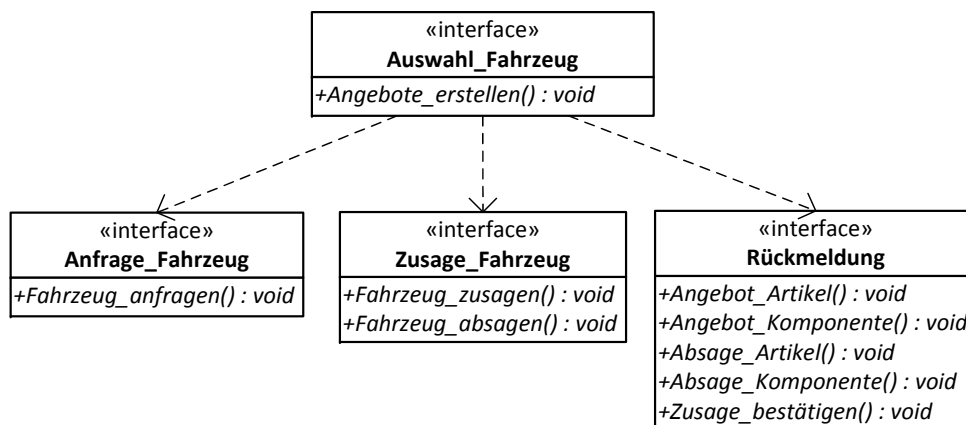 «interface»
Auswahl_Fahrzeug
+Angebote_erstellen() : void
«interface»
Anfrage_Fahrzeug
+Fahrzeug_anfragen() : void
«interface»
Zusage_Fahrzeug
+Fahrzeug_zusagen() : void
+Fahrzeug_absagen() : void
«interface»
Rückmeldung
+Angebot_Artikel() : void
+Angebot_Komponente() : void
+Absage_Artikel() : void
+Absage_Komponente() : void
+Zusage_bestätigen() : void